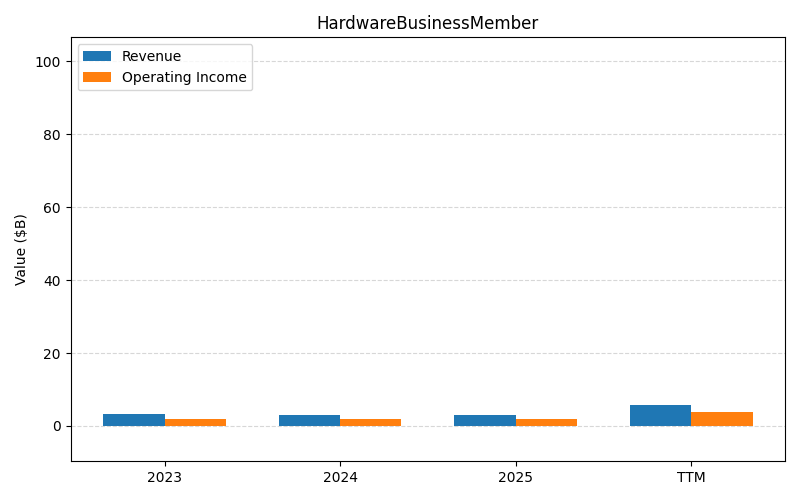 HardwareBusinessMember
Revenue
Operating Income
Value ($B)
100
80
60
40
20
0
2023
2024
2025
TTM